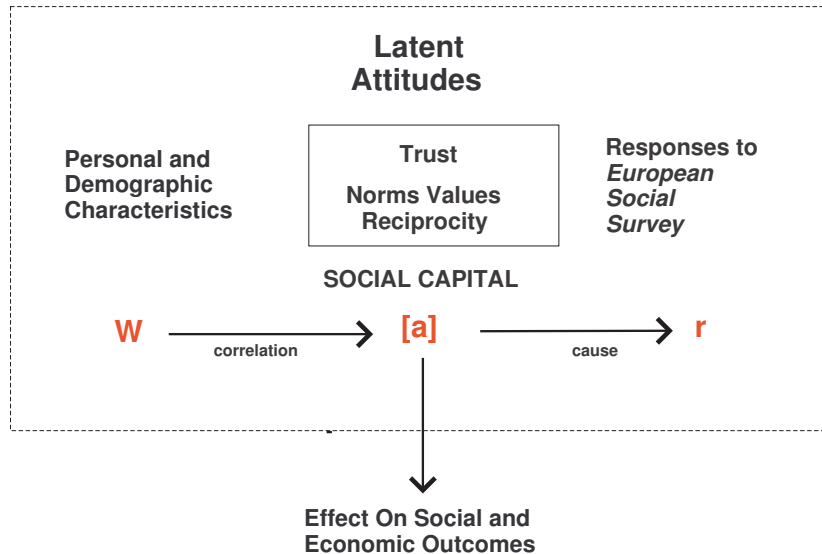 Latent
Attitudes
Personal and
Demographic
Characteristics
Trust
Norms Values
Reciprocity
Responses to
European
Social
Survey
SOCIAL CAPITAL
W
correlation
[a]
cause
r
Effect On Social and
Economic Outcomes